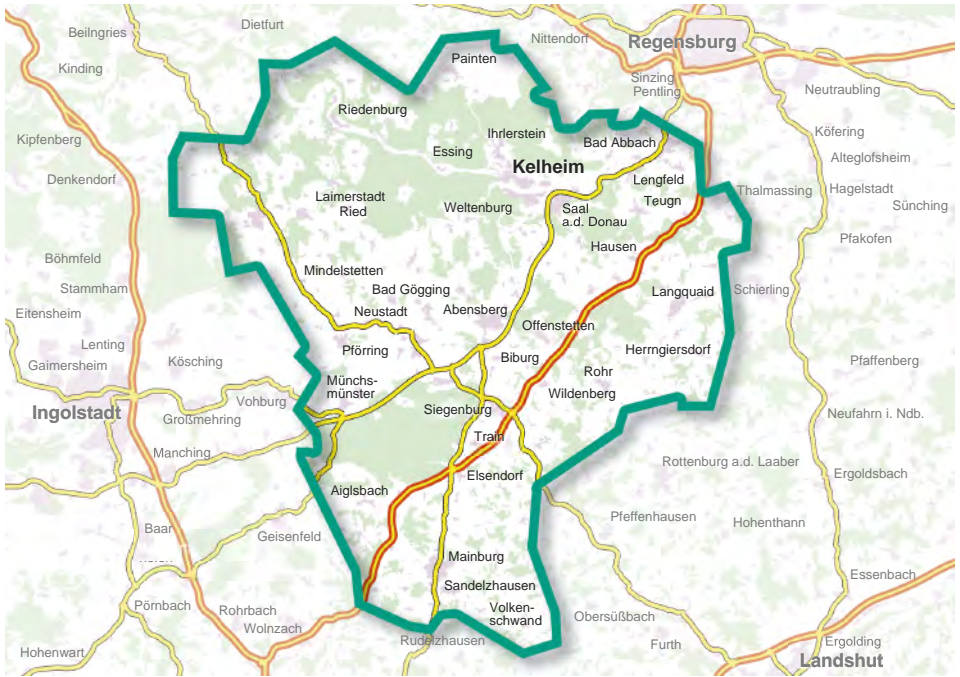 Dietfurt
Beilngries
Nittendorf
Regensburg
Painten
Kinding
Sinzing
Pentling
Neutraubling
Riedenburg
Kipfenberg
Ihrlerstein
Bad Abbach
Köfering
Essing
Alteglofsheim
Kelheim
Denkendorf
Lengfeld
Thalmassing
Hagelstadt
Laimerstadt
Ried
Teugn
Sünching
Weltenburg
Saal
a.d. Donau
Pfakofen
Hausen
Böhmfeld
Mindelstetten
Stammham
Bad Gögging
Langquaid
Schierling
Eitensheim
Neustadt
Abensberg
Offenstetten
Lenting
Pförring
Herrngiersdorf
Gaimersheim
Kösching
Biburg
Pfaffenberg
Rohr
Münchs-
münster
Wildenberg
Vohburg
Ingolstadt
Siegenburg
Großmehring
Neufahrn i. Ndb.
Train
Manching
Rottenburg a.d. Laaber
Elsendorf
Ergoldsbach
Aiglsbach
Pfeffenhausen
Baar
Hohenthann
Geisenfeld
Mainburg
Essenbach
Sandelzhausen
Pörnbach
Rohrbach
Volken-
schwand
Obersüßbach
Wolnzach
Rudelzhausen
Furth
Ergolding
Hohenwart
Landshut